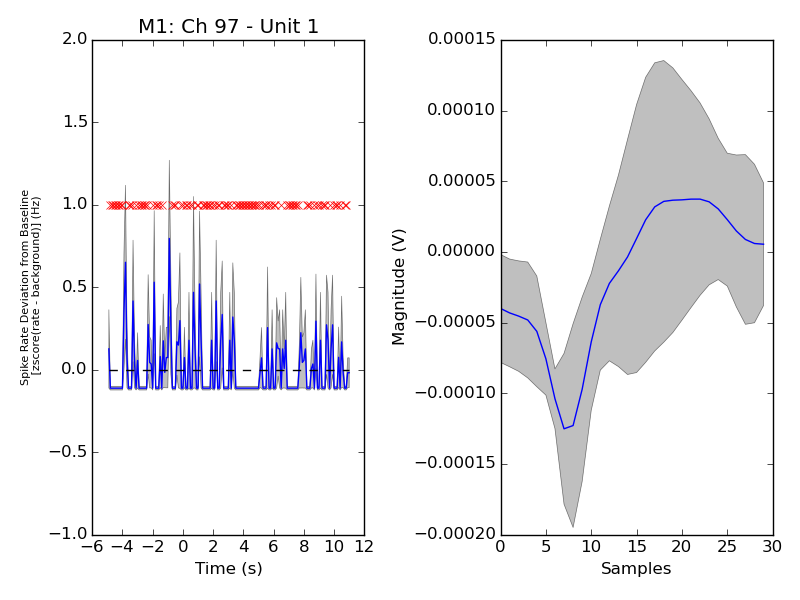 M1: Ch 97 - Unit 1
2.0
1.5
1.0
0.5
0.0
−0.5
−1.0
−6 −4 −2 0 2 4 6 8 10 12
Time (s)
Spike Rate Deviation from Baseline
[zscore(rate - background)] (Hz)
0.00015
0.00010
0.00005
0.00000
−0.00005
−0.00010
−0.00015
−0.00020
0 5 10 15 20 25 30
Samples
Magnitude (V)